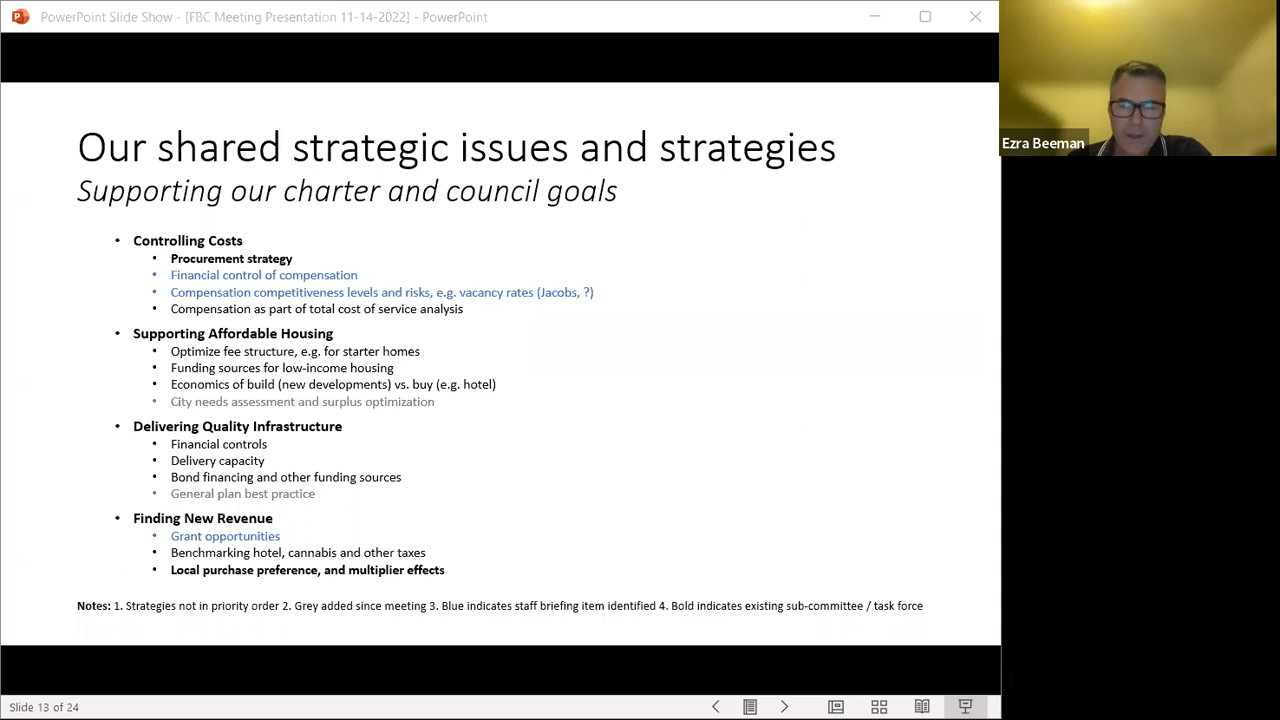 PowerPoint Slide Show - [FBC Meeting Presentation 11-14-2022] - PowerPoint
Ezra Beeman
Our shared strategic issues and strategies
Supporting our charter and council goals
• Controlling Costs
• Procurement strategy
• Financial control of compensation
• Compensation competitiveness levels and risks, e.g. vacancy rates (Jacobs, ?)
• Compensation as part of total cost of service analysis
• Supporting Affordable Housing
• Optimize fee structure, e.g. for starter homes
• Funding sources for low-income housing
• Economics of build (new developments) vs. buy (e.g. hotel)
• City needs assessment and surplus optimization
• Delivering Quality Infrastructure
• Financial controls
• Delivery capacity
• Bond financing and other funding sources
• General plan best practice
• Finding New Revenue
• Grant opportunities
• Benchmarking hotel, cannabis and other taxes
• Local purchase preference, and multiplier effects
Notes: 1. Strategies not in priority order 2. Grey added since meeting 3. Blue indicates staff briefing item identified 4. Bold indicates existing sub-committee / task force
Slide 13 of 24